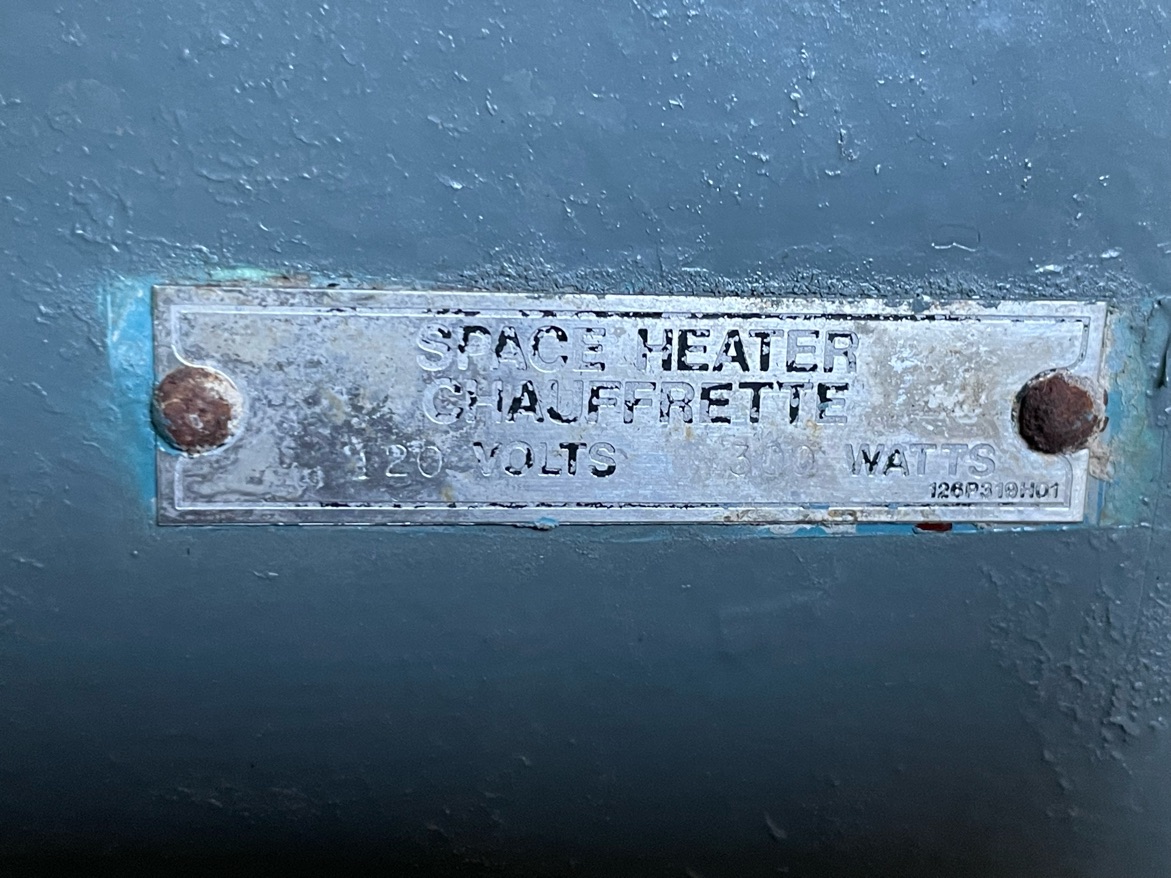 SPACE HEATER
CHAUFFRETTE
120 VOLTS 300 WATTS
126P319H01